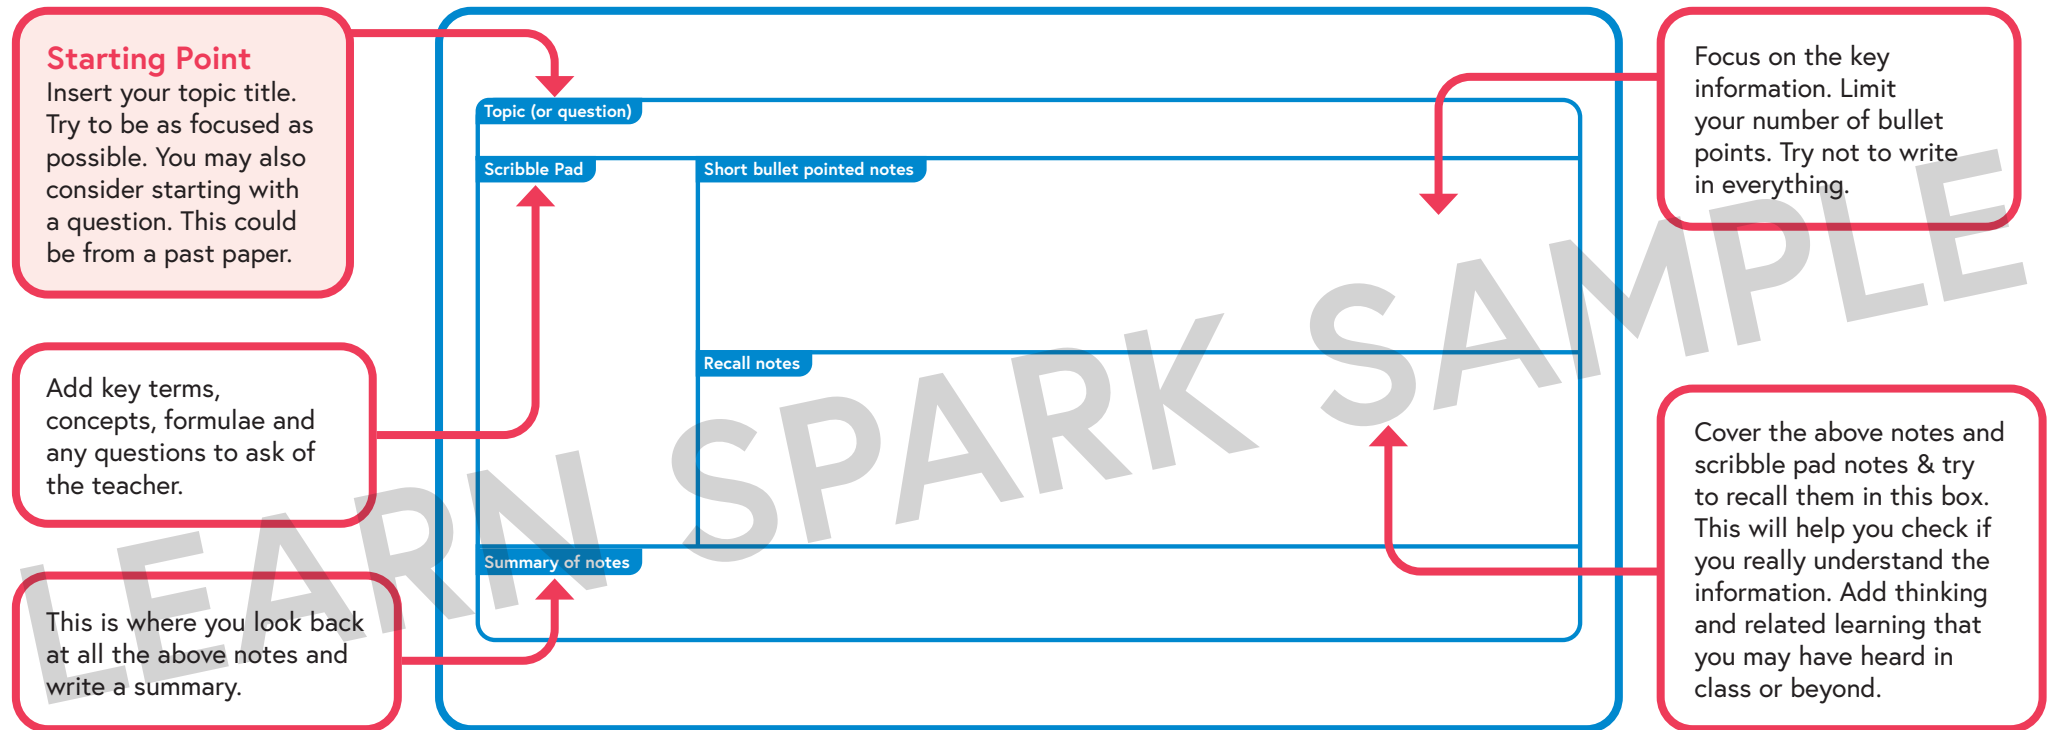 Starting Point
Insert your topic title.
Try to be as focused as
possible. You may also
consider starting with
a question. This could
be from a past paper.
Add key terms,
concepts, formulae and
any questions to ask of
the teacher.
This is where you look back
at all the above notes and
write a summary.
Topic (or question)
Scribble Pad
Short bullet pointed notes
Recall notes
Summary of notes
Focus on the key
information. Limit
your number of bullet
points. Try not to write
in everything.
Cover the above notes and
scribble pad notes & try
to recall them in this box.
This will help you check if
you really understand the
information. Add thinking
and related learning that
you may have heard in
class or beyond.
LEARN SPARK SAMPLE